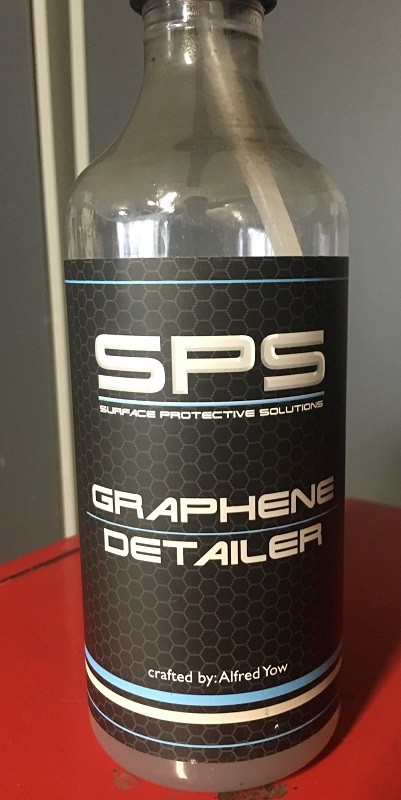 SPS
SURFACE PROTECTIVE SOLUTIONS
GRAPHENE
DETAILER
crafted by: Alfred Yow